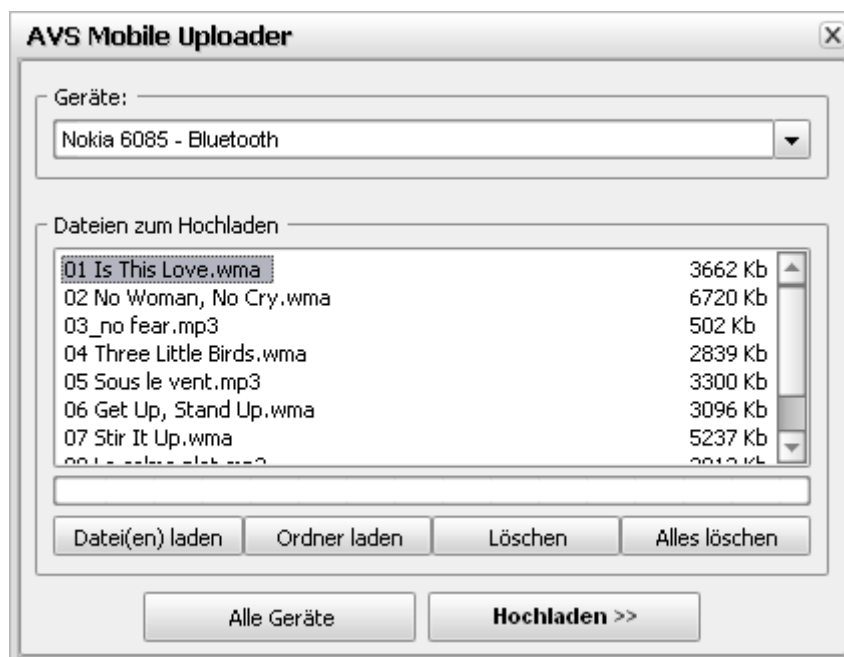 AVS Mobile Uploader
Geräte:
Nokia 6085 - Bluetooth
Dateien zum Hochladen
01 Is This Love.wma 3662 Kb
02 No Woman, No Cry.wma 6720 Kb
03_no fear.mp3 502 Kb
04 Three Little Birds.wma 2839 Kb
05 Sous le vent.mp3 3300 Kb
06 Get Up, Stand Up.wma 3096 Kb
07 Stir It Up.wma 5237 Kb
Datei(en) laden Ordner laden Löschen Alles löschen
Alle Geräte Hochladen >>